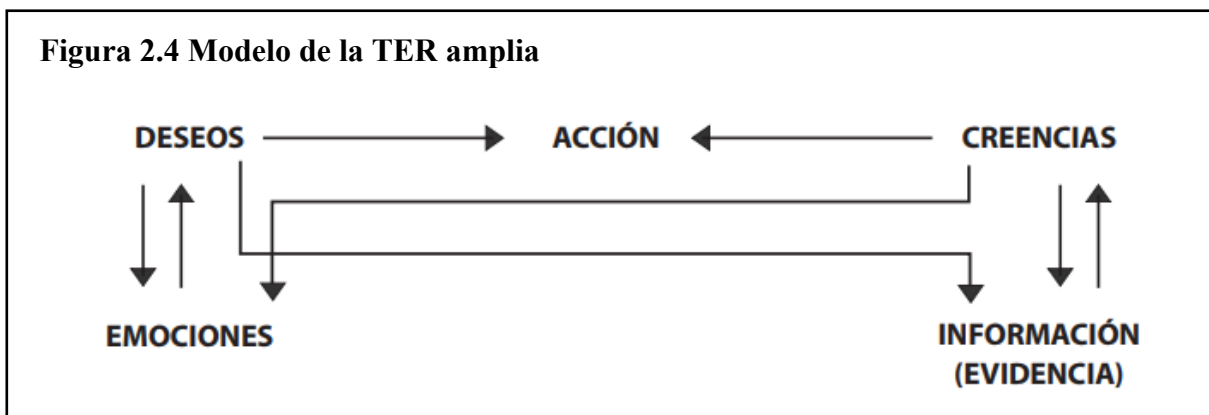 Figura 2.4 Modelo de la TER amplia
DESEOS ACCIÓN CREENCIAS
EMOCIONES INFORMACIÓN
(EVIDENCIA)